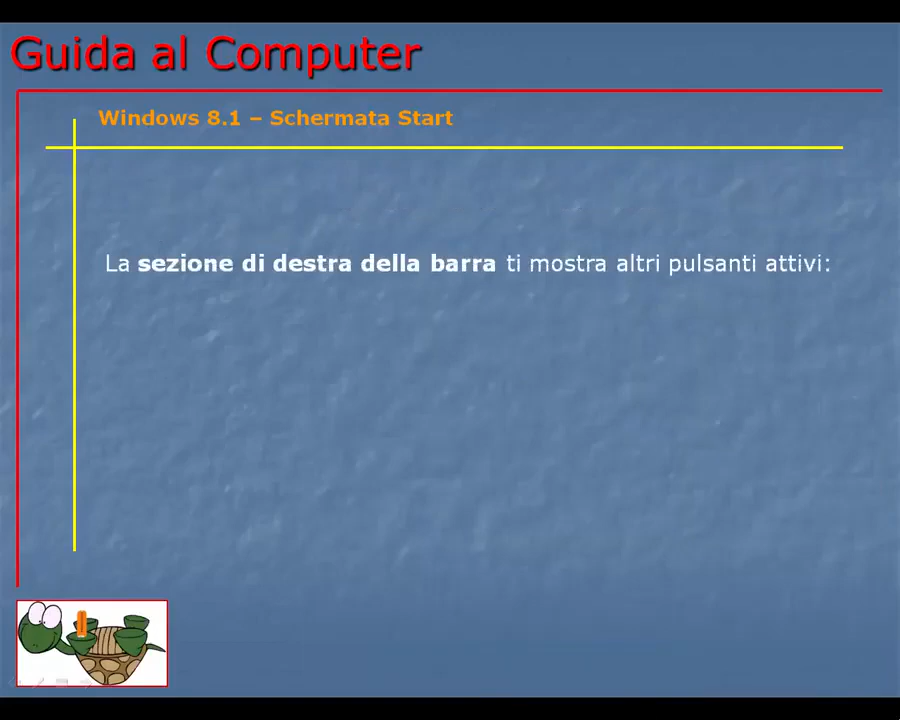 Guida al Computer
Windows 8.1 – Schermata Start
La sezione di destra della barra ti mostra altri pulsanti attivi: